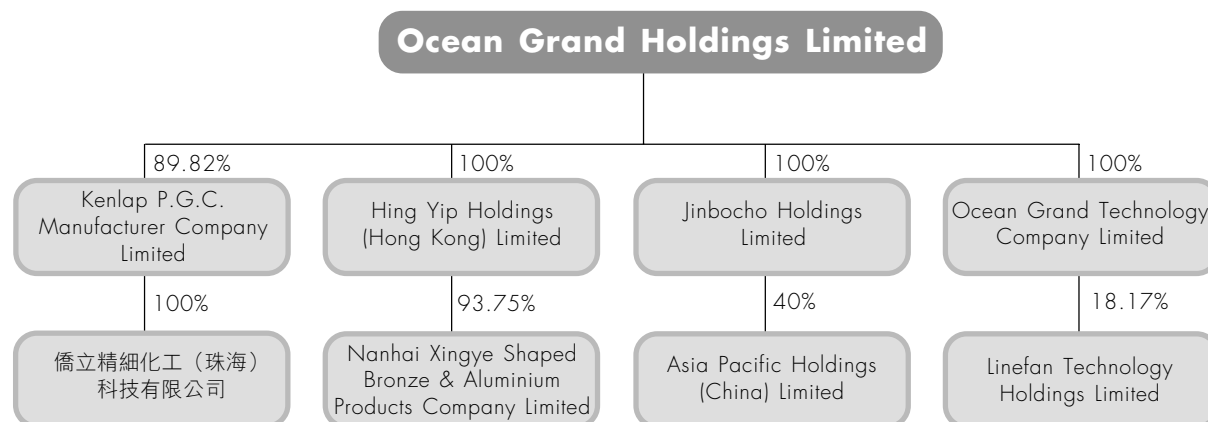 Ocean Grand Holdings Limited
89.82%
100%
100%
100%
Kenlap P.G.C.
Manufacturer Company
Limited
Hing Yip Holdings
(Hong Kong) Limited
Jinbocho Holdings
Limited
Ocean Grand Technology
Company Limited
100%
93.75%
40%
18.17%
僑立精細化工（珠海）
科技有限公司
Nanhai Xingye Shaped
Bronze & Aluminium
Products Company Limited
Asia Pacific Holdings
(China) Limited
Linefan Technology
Holdings Limited